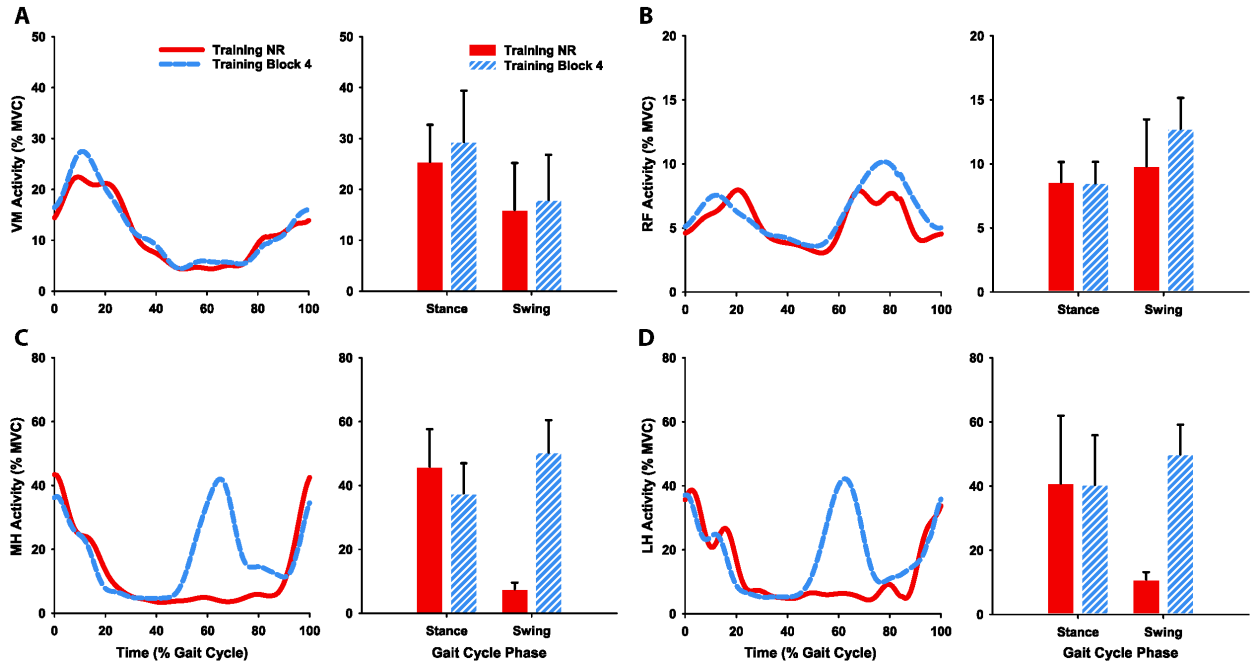 A
50
40
30
20
10
0
VM Activity (% MVC)
Training NR
Training Block 4
0 20 40 60 80 100
50
40
30
20
10
0
Training NR
Training Block 4
Stance Swing
B
20
15
10
5
0
RF Activity (% MVC)
0 20 40 60 80 100
20
15
10
5
0
Stance Swing
C
80
60
40
20
0
MH Activity (% MVC)
0 20 40 60 80 100
Time (% Gait Cycle)
80
60
40
20
0
Stance Swing
Gait Cycle Phase
D
80
60
40
20
0
LH Activity (% MVC)
0 20 40 60 80 100
Time (% Gait Cycle)
80
60
40
20
0
Stance Swing
Gait Cycle Phase